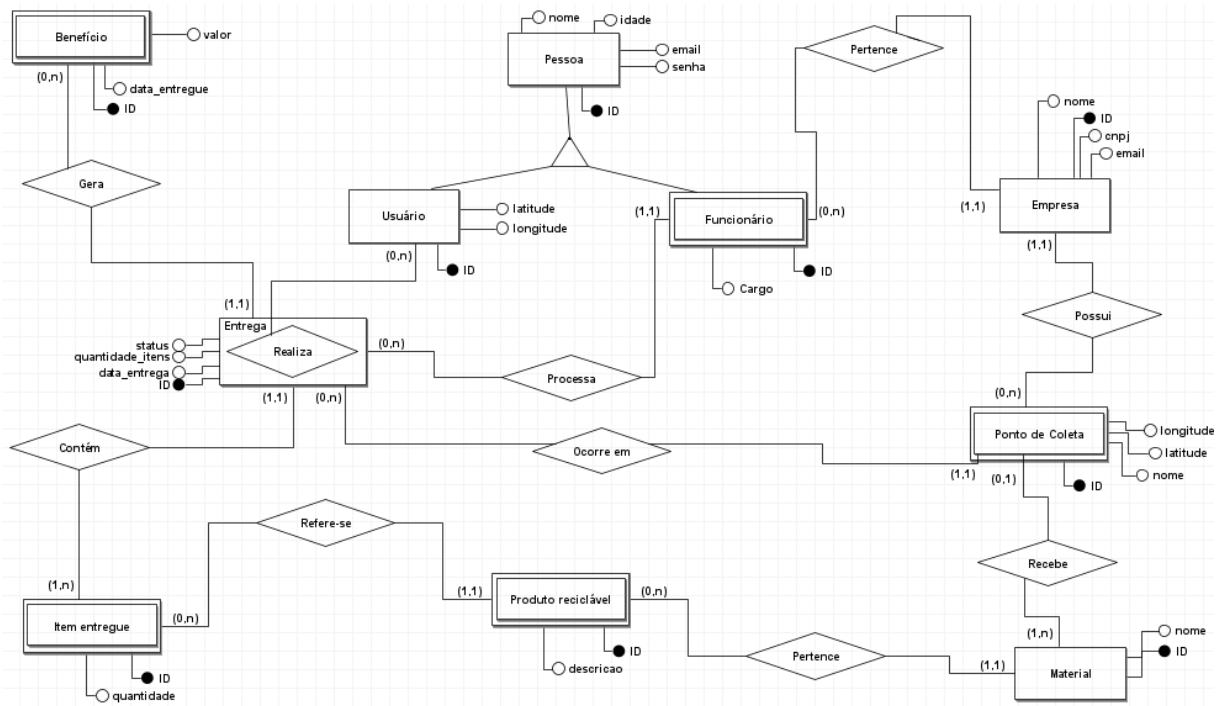 Benefício
valor
(0,n)
data_entregue
ID
nome
idade
Pessoa
email
senha
ID
Pertence
nome
ID
cnpj
email
Empresa
(1,1)
(1,1)
Gera
Usuário
latitude
longitude
(0,n)
ID
(1,1)
Funcionário
(0,n)
Cargo
ID
Possui
(1,1)
Entrega
Realiza
status
quantidade_itens
data_entrega
ID
(0,n)
(1,1)
(0,n)
Processa
(0,n)
Ponto de Coleta
longitude
latitude
nome
ID
(1,1)
(0,1)
Contém
Ocorre em
Refere-se
Recebe
(1,n)
Item entregue
(0,n)
ID
quantidade
(1,1)
Produto reciclável
(0,n)
ID
descricao
Pertence
(1,1)
(1,n)
Material
nome
ID